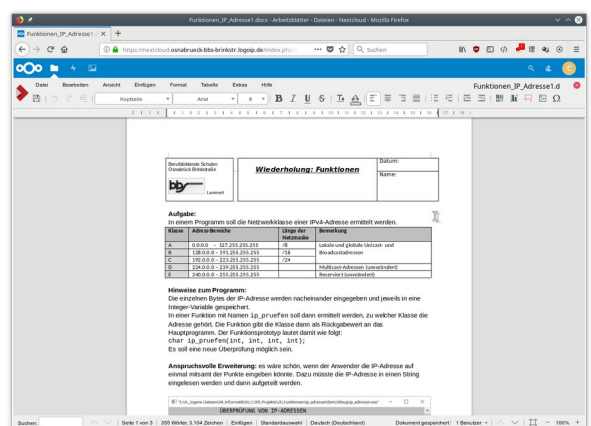 Funktionen_IP_Adresse1.docx - Arbeitsblätter - Dateien - Nextcloud - Mozilla Firefox
Funktionen_IP_Adresse1.d
https://nextcloud.osnabrueck-bbs-brinkstr.logoip.de/index.php
Suchen
Datei Bearbeiten Ansicht Einfügen Format Tabelle Extras Hilfe
Funktionen_IP_Adresse1.d
Kopfzeile Arial 8 B I U S
Berufsbildende Schulen
Osnabrück Brinkstraße
bbs
Lammert
Wiederholung: Funktionen
Datum:
Name:
Aufgabe:
In einem Programm soll die Netzwerkklasse einer IPv4-Adresse ermittelt werden.
Klasse Adress-Bereiche Länge der Netzmaske Bemerkung
A 0.0.0.0 - 127.255.255.255 /8 Lokale und globale Unicast- und
B 128.0.0.0 - 191.255.255.255 /16 Broadcastadressen
C 192.0.0.0 - 223.255.255.255 /24
D 224.0.0.0 - 239.255.255.255 Multicast-Adressen (unverändert)
E 240.0.0.0 - 255.255.255.255 Reserviert (unverändert)
Hinweise zum Programm:
Die einzelnen Bytes der IP-Adresse werden nacheinander eingegeben und jeweils in eine
Integer-Variable gespeichert.
In einer Funktion mit Namen ip_pruefen soll dann ermittelt werden, zu welcher Klasse die
Adresse gehört. Die Funktion gibt die Klasse dann als Rückgabewert an das
Hauptprogramm. Der Funktionsprototyp lautet damit wie folgt:
char ip_pruefen(int, int, int, int);
Es soll eine neue Überprüfung möglich sein.
Anspruchsvolle Erweiterung: es wäre schön, wenn der Anwender die IP-Adresse auf
einmal mitsamt der Punkte eingeben könnte. Dazu müsste die IP-Adresse in einen String
eingelesen werden und dann aufgeteilt werden.
ÜBERPRÜFUNG VON IP-ADRESSEN
Suchen: Seite 1 von 3 355 Wörter, 3.104 Zeichen Einfügen Standardauswahl Deutsch (Deutschland) Dokument gespeichert 1 Benutzer 100%